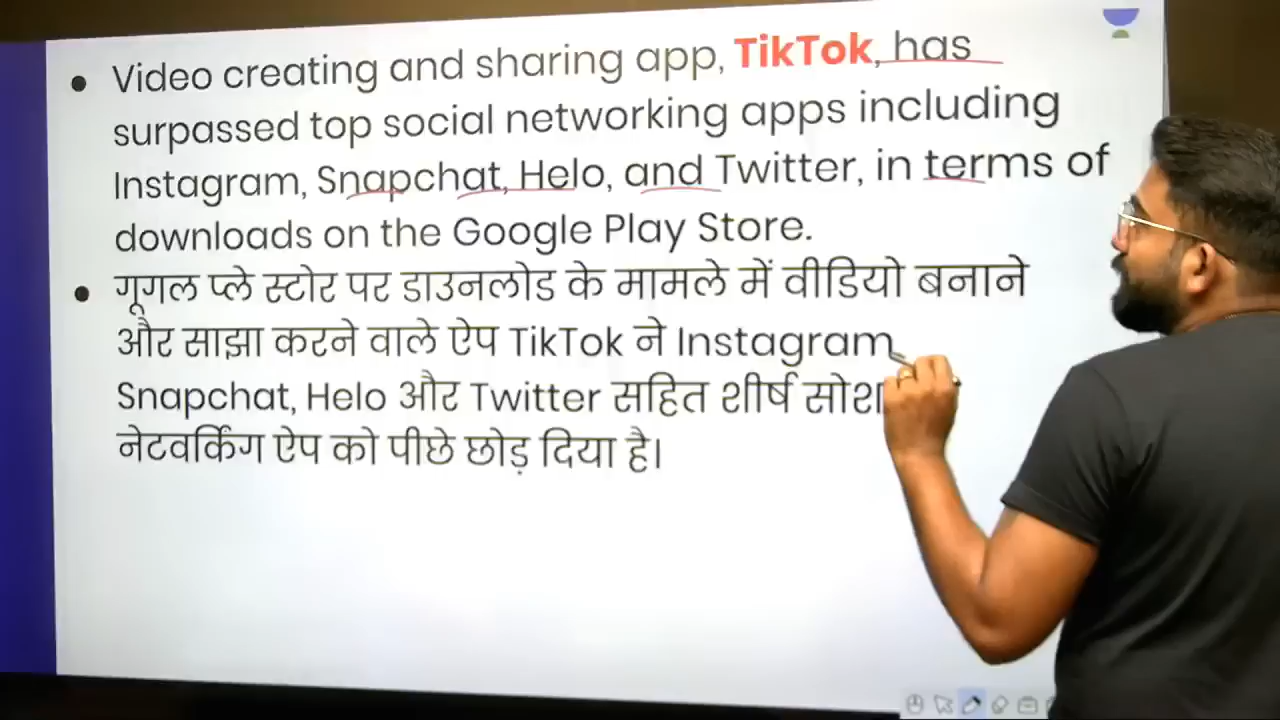 Video creating and sharing app, TikTok, has
surpassed top social networking apps including
Instagram, Snapchat, Helo, and Twitter, in terms of
downloads on the Google Play Store.
गूगल प्ले स्टोर पर डाउनलोड के मामले में वीडियो बनाने
और साझा करने वाले ऐप TikTok ने Instagram,
Snapchat, Helo और Twitter सहित शीर्ष
नेटवर्किंग ऐप को पीछे छोड़ दिया है।